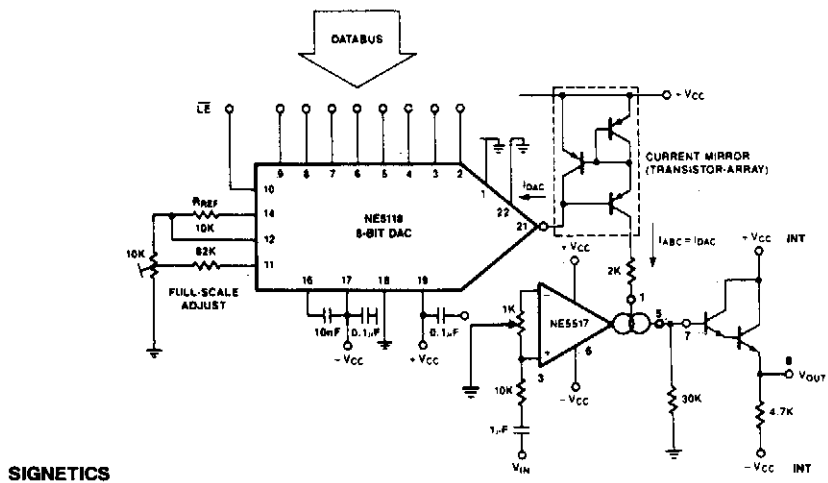 DATABUS
LE
+ VCC
9
8
7
6
5
4
3
2
1
22
CURRENT MIRROR
(TRANSISTOR-ARRAY)
IDAC
10
14
12
11
RREF
10K
NE5118
8-BIT DAC
21
10K
82K
FULL-SCALE
ADJUST
16
17
18
19
10nF
0.1µF
0.1µF
− VCC
+ VCC
IABC = IDAC
2K
+ VCC
1
+ VCC INT
1K
−
+
NE5517
5
7
3
6
− VCC
10K
1µF
VIN
30K
8
VOUT
4.7K
− VCC INT
SIGNETICS